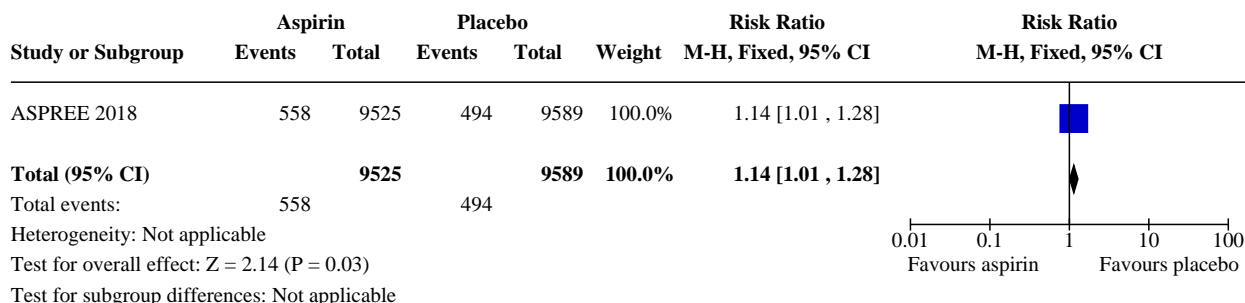 Aspirin Placebo Risk Ratio Risk Ratio
Study or Subgroup Events Total Events Total Weight M-H, Fixed, 95% CI M-H, Fixed, 95% CI
ASPREE 2018 558 9525 494 9589 100.0% 1.14 [1.01 , 1.28]
Total (95% CI) 9525 9589 100.0% 1.14 [1.01 , 1.28]
Total events: 558 494
Heterogeneity: Not applicable
0.01 0.1 1 10 100
Test for overall effect: Z = 2.14 (P = 0.03)
Favours aspirin Favours placebo
Test for subgroup differences: Not applicable